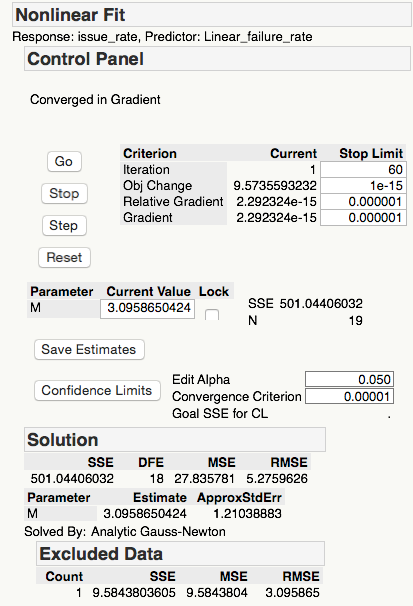 Nonlinear Fit
Response: issue_rate, Predictor: Linear_failure_rate
Control Panel
Converged in Gradient
Go
Stop
Step
Reset
Criterion Current Stop Limit
Iteration 1 60
Obj Change 9.5735593232 1e-15
Relative Gradient 2.292324e-15 0.000001
Gradient 2.292324e-15 0.000001
Parameter Current Value Lock
M 3.0958650424
SSE 501.04406032
N 19
Save Estimates
Confidence Limits
Edit Alpha 0.050
Convergence Criterion 0.00001
Goal SSE for CL .
Solution
SSE DFE MSE RMSE
501.04406032 18 27.835781 5.2759626
Parameter Estimate ApproxStdErr
M 3.0958650424 1.21038883
Solved By: Analytic Gauss-Newton
Excluded Data
Count SSE MSE RMSE
1 9.5843803605 9.5843804 3.095865